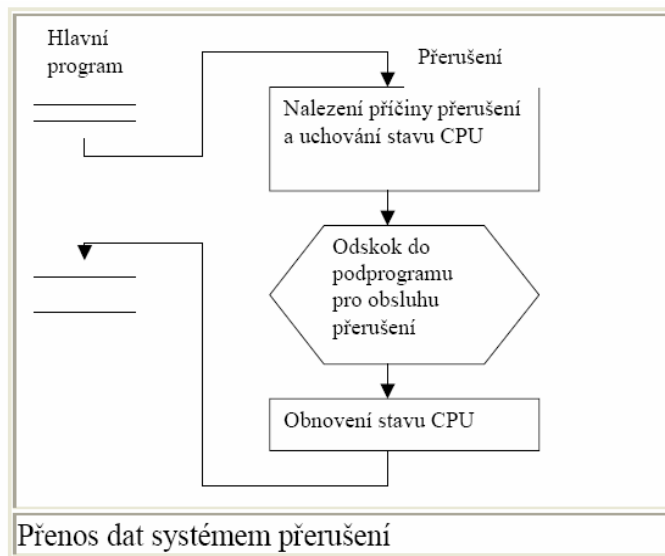 Hlavní
program
Přerušení
Nalezení příčiny přerušení
a uchování stavu CPU
Odskok do
podprogramu
pro obsluhu
přerušení
Obnovení stavu CPU
Přenos dat systémem přerušení